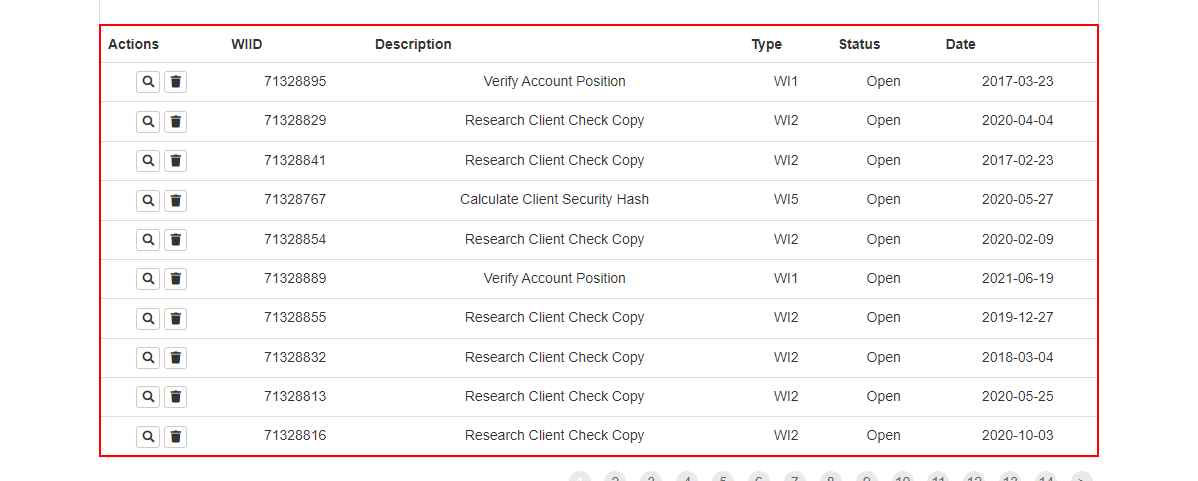 Actions WIID Description Type Status Date
71328895 Verify Account Position WI1 Open 2017-03-23
71328829 Research Client Check Copy WI2 Open 2020-04-04
71328841 Research Client Check Copy WI2 Open 2017-02-23
71328767 Calculate Client Security Hash WI5 Open 2020-05-27
71328854 Research Client Check Copy WI2 Open 2020-02-09
71328889 Verify Account Position WI1 Open 2021-06-19
71328855 Research Client Check Copy WI2 Open 2019-12-27
71328832 Research Client Check Copy WI2 Open 2018-03-04
71328813 Research Client Check Copy WI2 Open 2020-05-25
71328816 Research Client Check Copy WI2 Open 2020-10-03
1 2 3 4 5 6 7 8 9 10 11 12 13 14 >